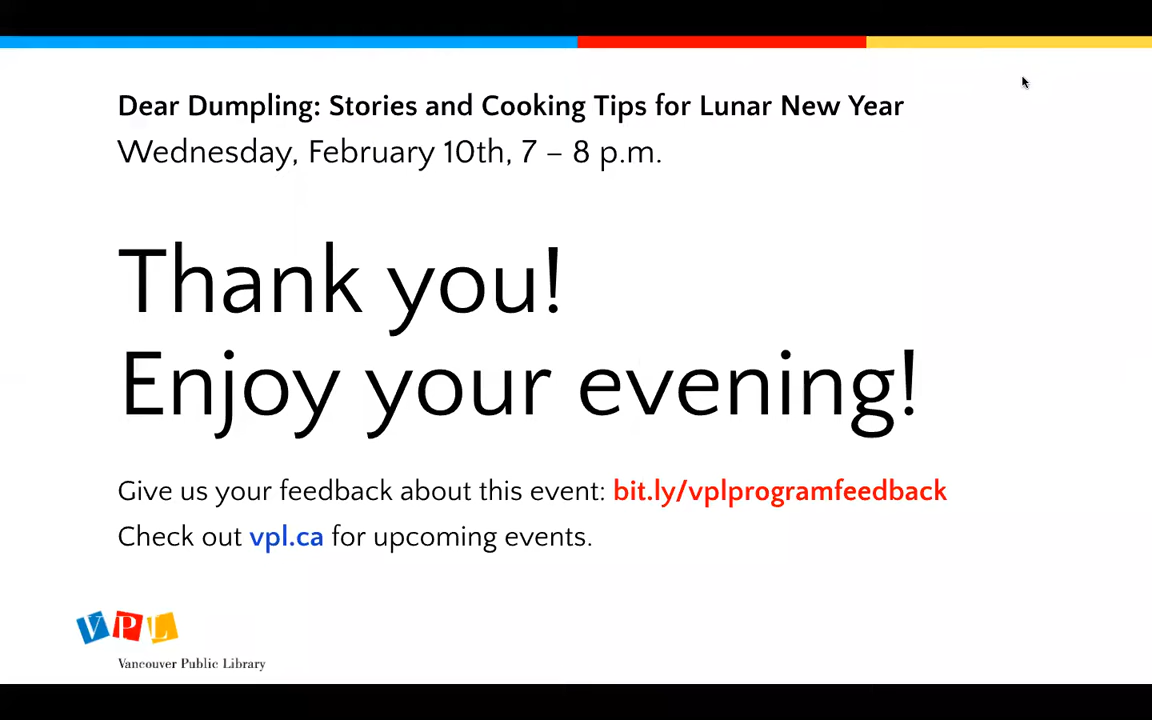 Dear Dumpling: Stories and Cooking Tips for Lunar New Year
Wednesday, February 10th, 7 – 8 p.m.
Thank you!
Enjoy your evening!
Give us your feedback about this event: bit.ly/vplprogramfeedback
Check out vpl.ca for upcoming events.
VPL
Vancouver Public Library